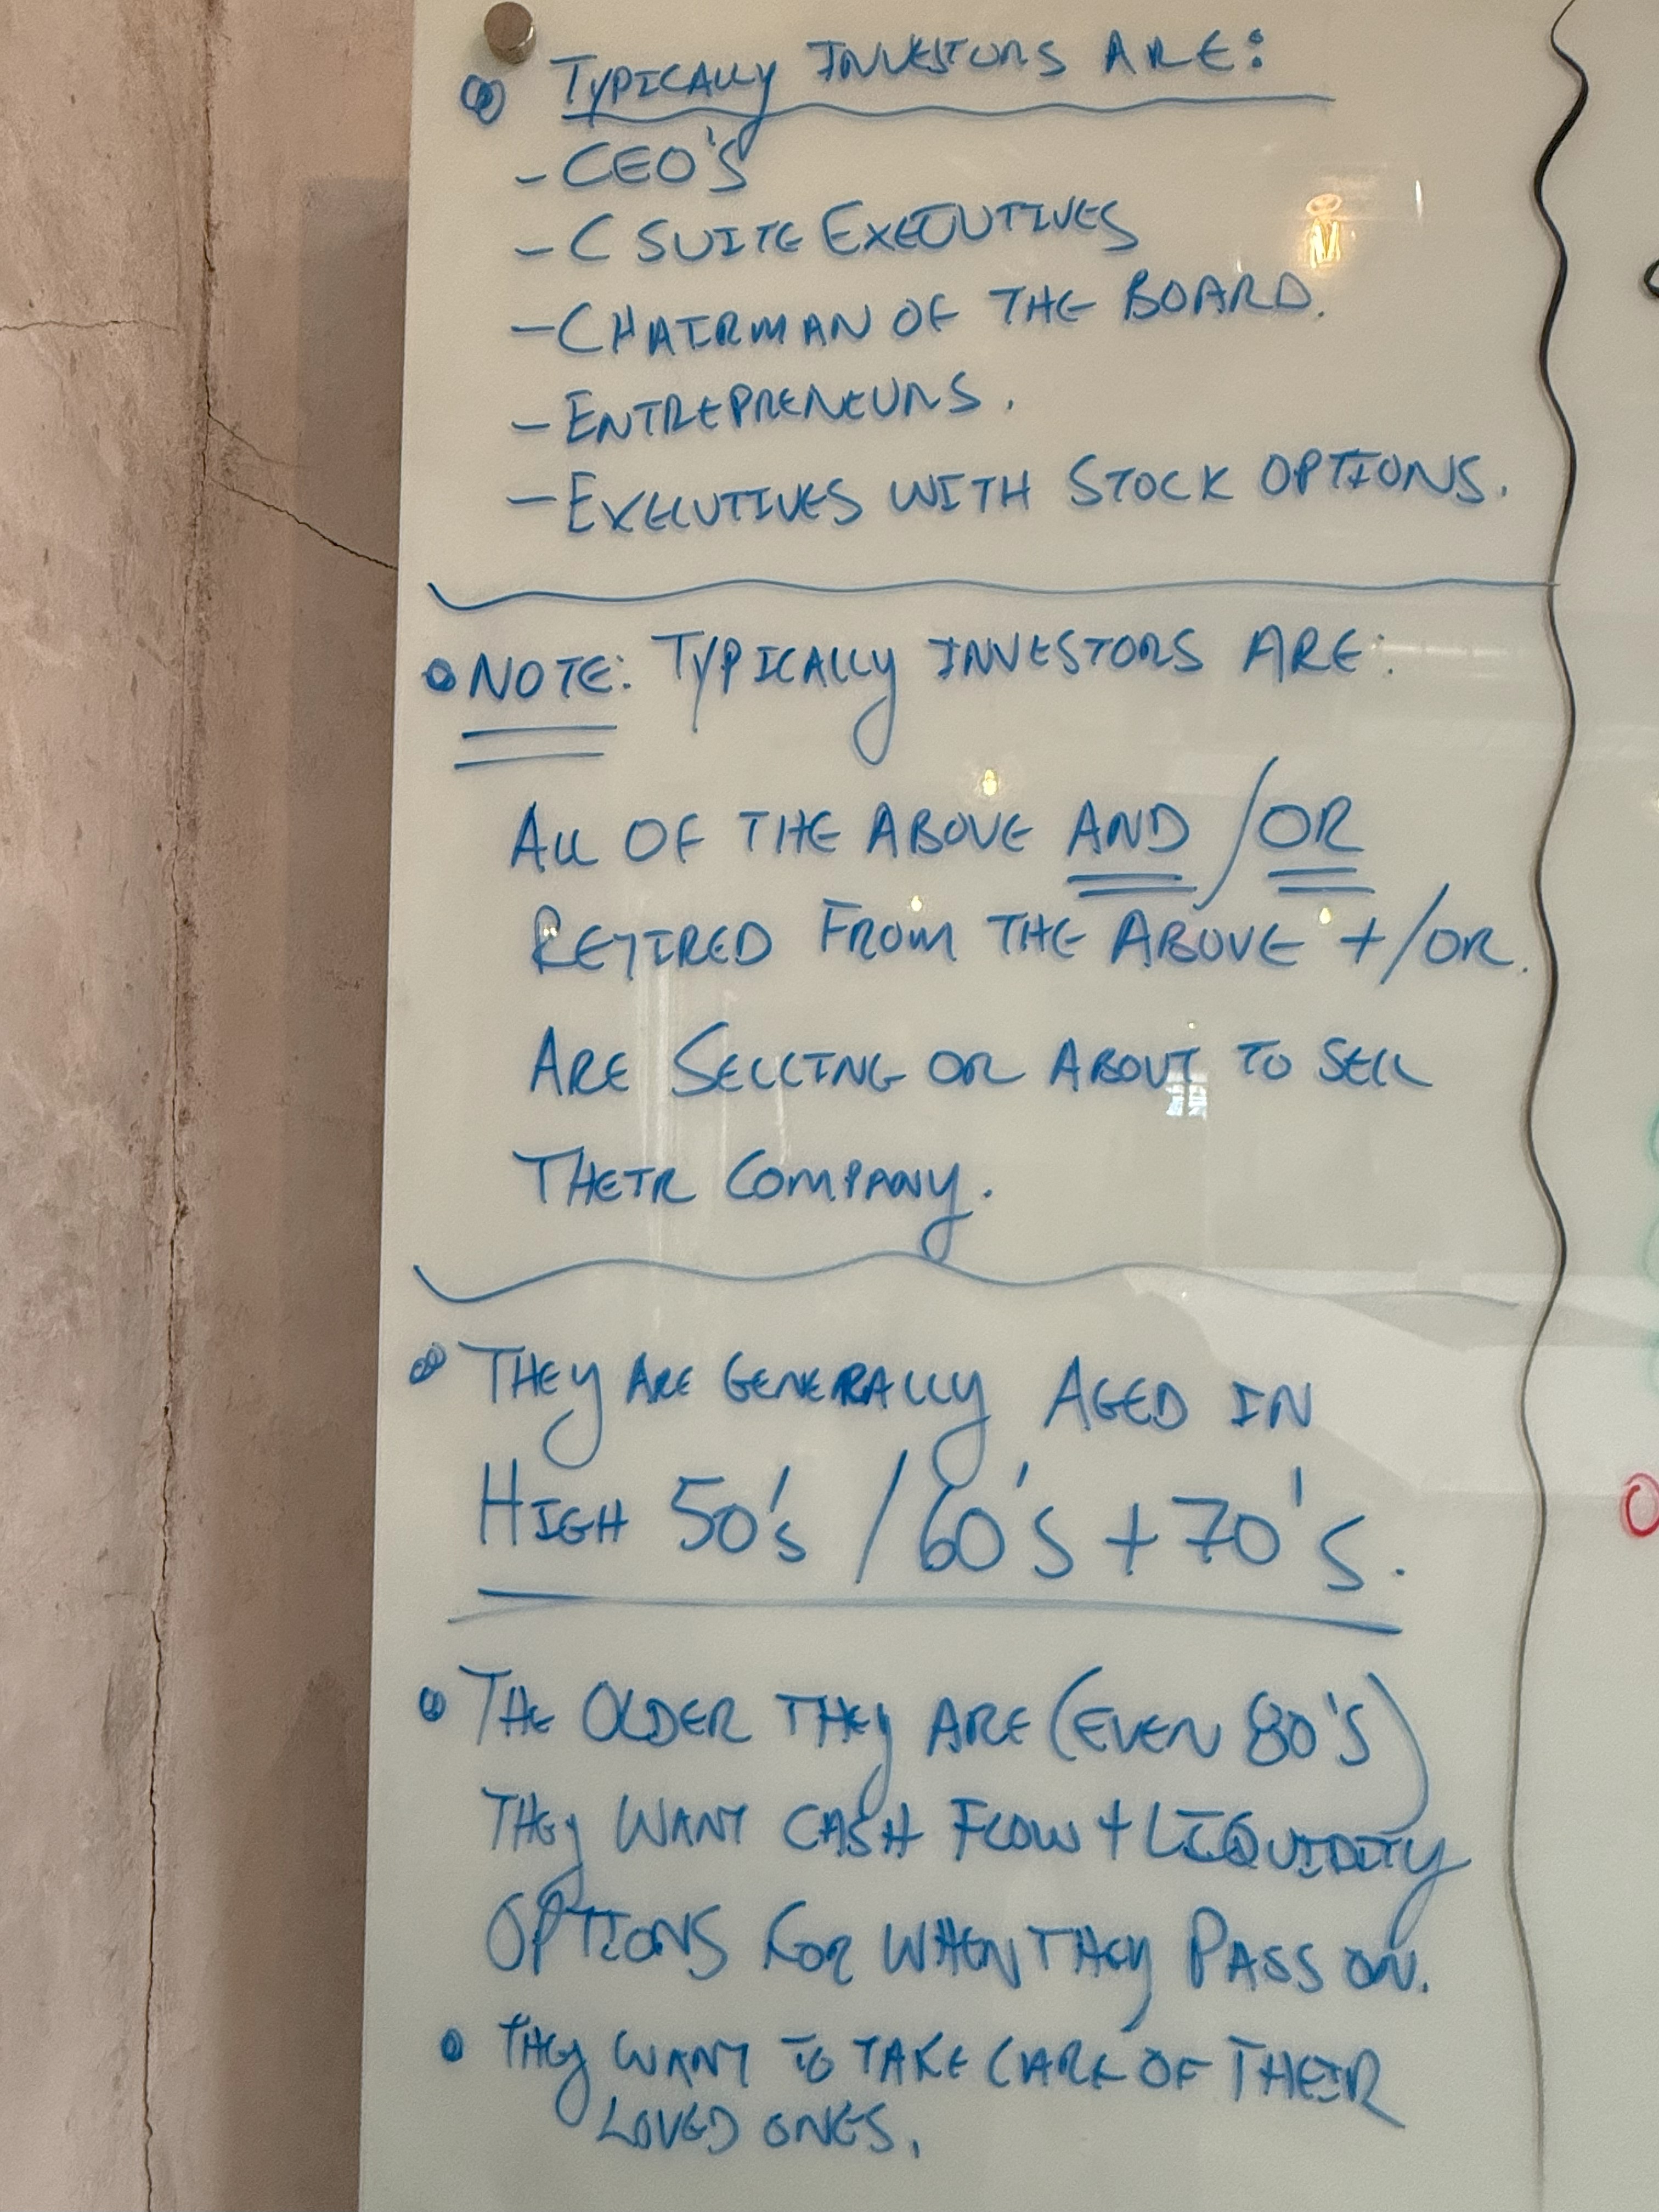 • TYPICALLY INVESTORS ARE:
- CEO'S
- C SUITE EXECUTIVES
- CHAIRMAN OF THE BOARD.
- ENTREPRENEURS.
- EXECUTIVES WITH STOCK OPTIONS.
• NOTE: TYPICALLY INVESTORS ARE:
ALL OF THE ABOVE AND/OR
RETIRED FROM THE ABOVE +/OR.
ARE SELLING OR ABOUT TO SELL
THEIR COMPANY.
• THEY ARE GENERALLY AGED IN
HIGH 50's / 60's + 70's.
• THE OLDER THEY ARE (EVEN 80'S)
THEY WANT CASH FLOW + LIQUIDITY
OPTIONS FOR WHEN THEY PASS ON.
• THEY WANT TO TAKE CARE OF THEIR
LOVED ONES.